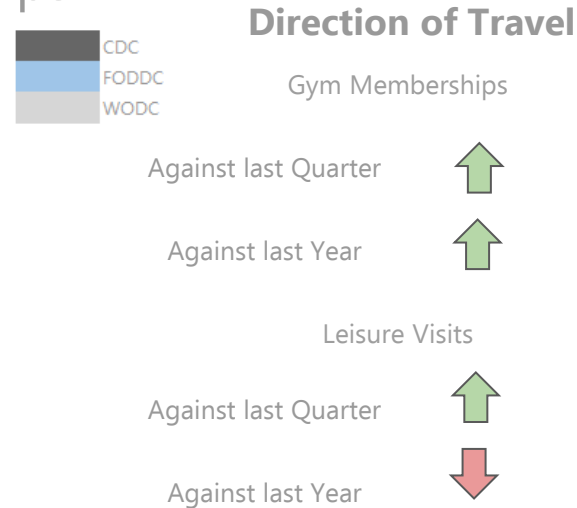 Direction of Travel
CDC
FODDC
WODC
Gym Memberships
Against last Quarter
Against last Year
Leisure Visits
Against last Quarter
Against last Year